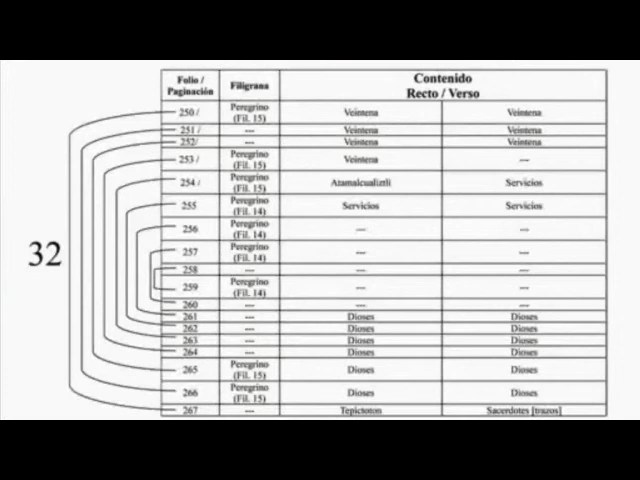 Folio / Paginación Filigrana Contenido Recto / Verso
250 / Peregrino (Fil. 15) Veintena Veintena
251 / --- Veintena Veintena
252/ --- Veintena Veintena
253 / Peregrino (Fil. 15) Veintena ---
254 / Peregrino (Fil. 15) Atamalcualiztli Servicios
255 Peregrino (Fil. 14) Servicios Servicios
256 Peregrino (Fil. 14) --- ---
32
257 Peregrino (Fil. 14) --- ---
258 --- --- ---
259 Peregrino (Fil. 14) --- ---
260 --- --- ---
261 --- Dioses Dioses
262 --- Dioses Dioses
263 --- Dioses Dioses
264 --- Dioses Dioses
265 Peregrino (Fil. 15) Dioses Dioses
266 Peregrino (Fil. 15) Dioses Dioses
267 --- Tepictoton Sacerdotes [trazos]